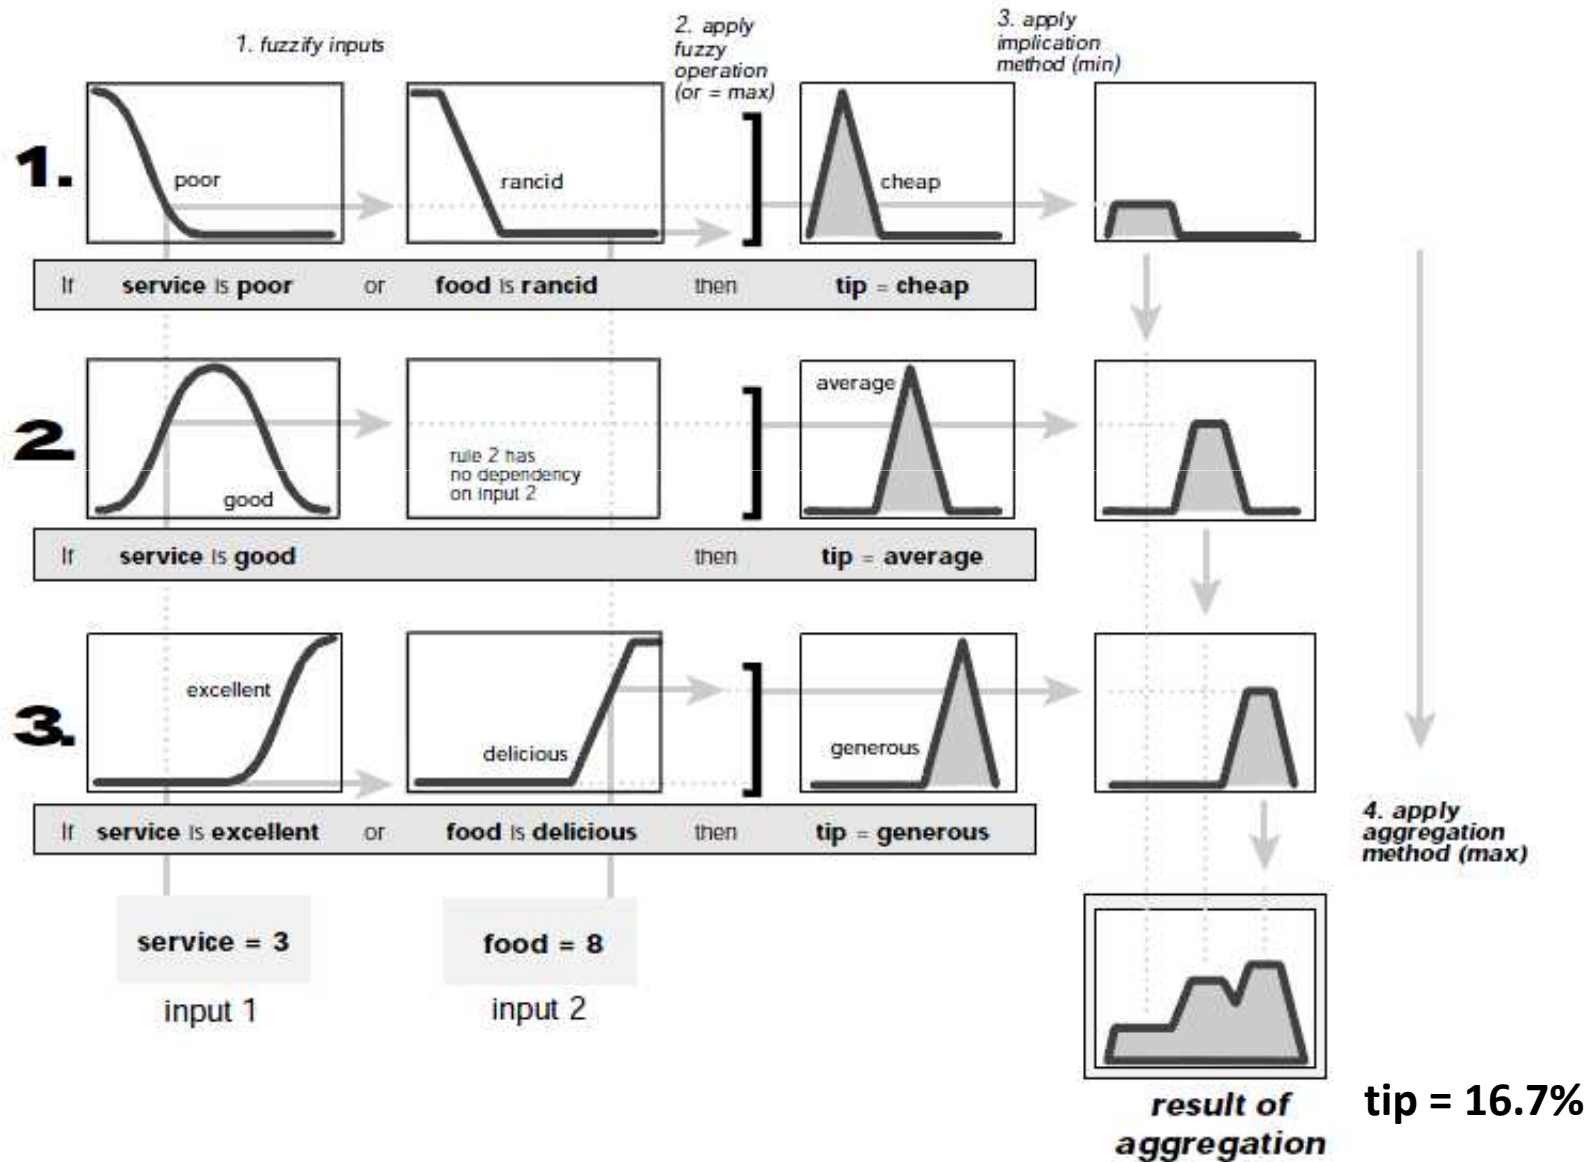 1. fuzzify inputs
2. apply
fuzzy
operation
(or = max)
3. apply
implication
method (min)
1.
poor
rancid
cheap
If service is poor or food is rancid then tip = cheap
2.
good
rule 2 has
no dependency
on input 2
average
If service is good then tip = average
3.
excellent
delicious
generous
If service is excellent or food is delicious then tip = generous
4. apply
aggregation
method (max)
service = 3
food = 8
input 1
input 2
result of
aggregation
tip = 16.7%